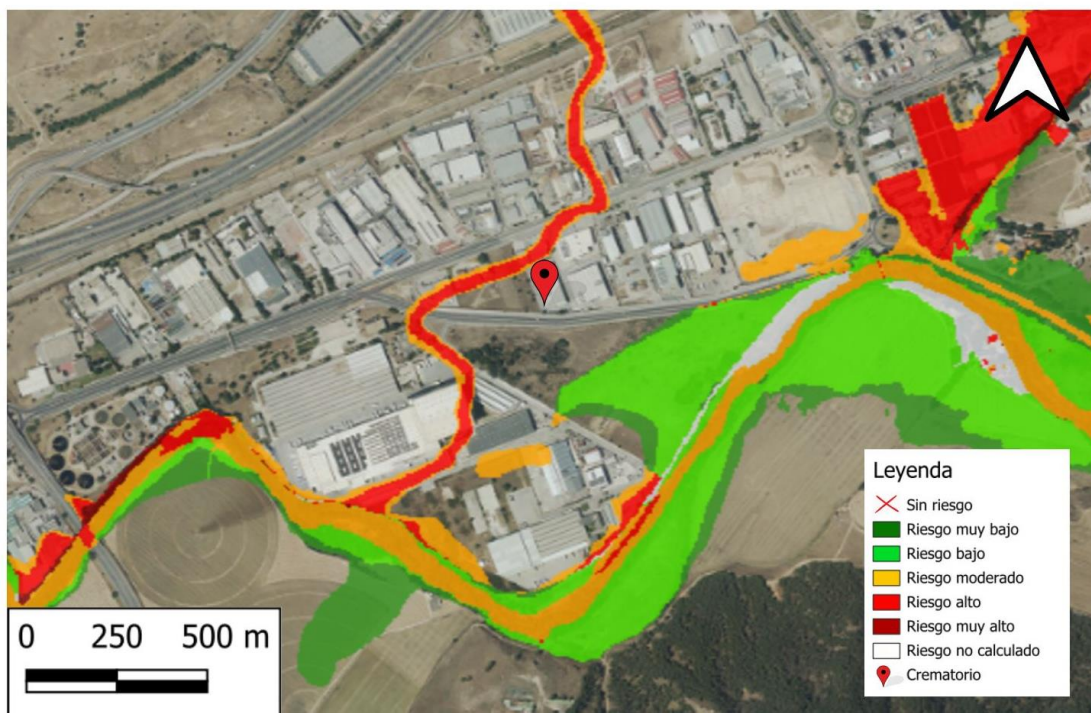 Leyenda
Sin riesgo
Riesgo muy bajo
Riesgo bajo
Riesgo moderado
Riesgo alto
Riesgo muy alto
Riesgo no calculado
Crematorio
0 250 500 m